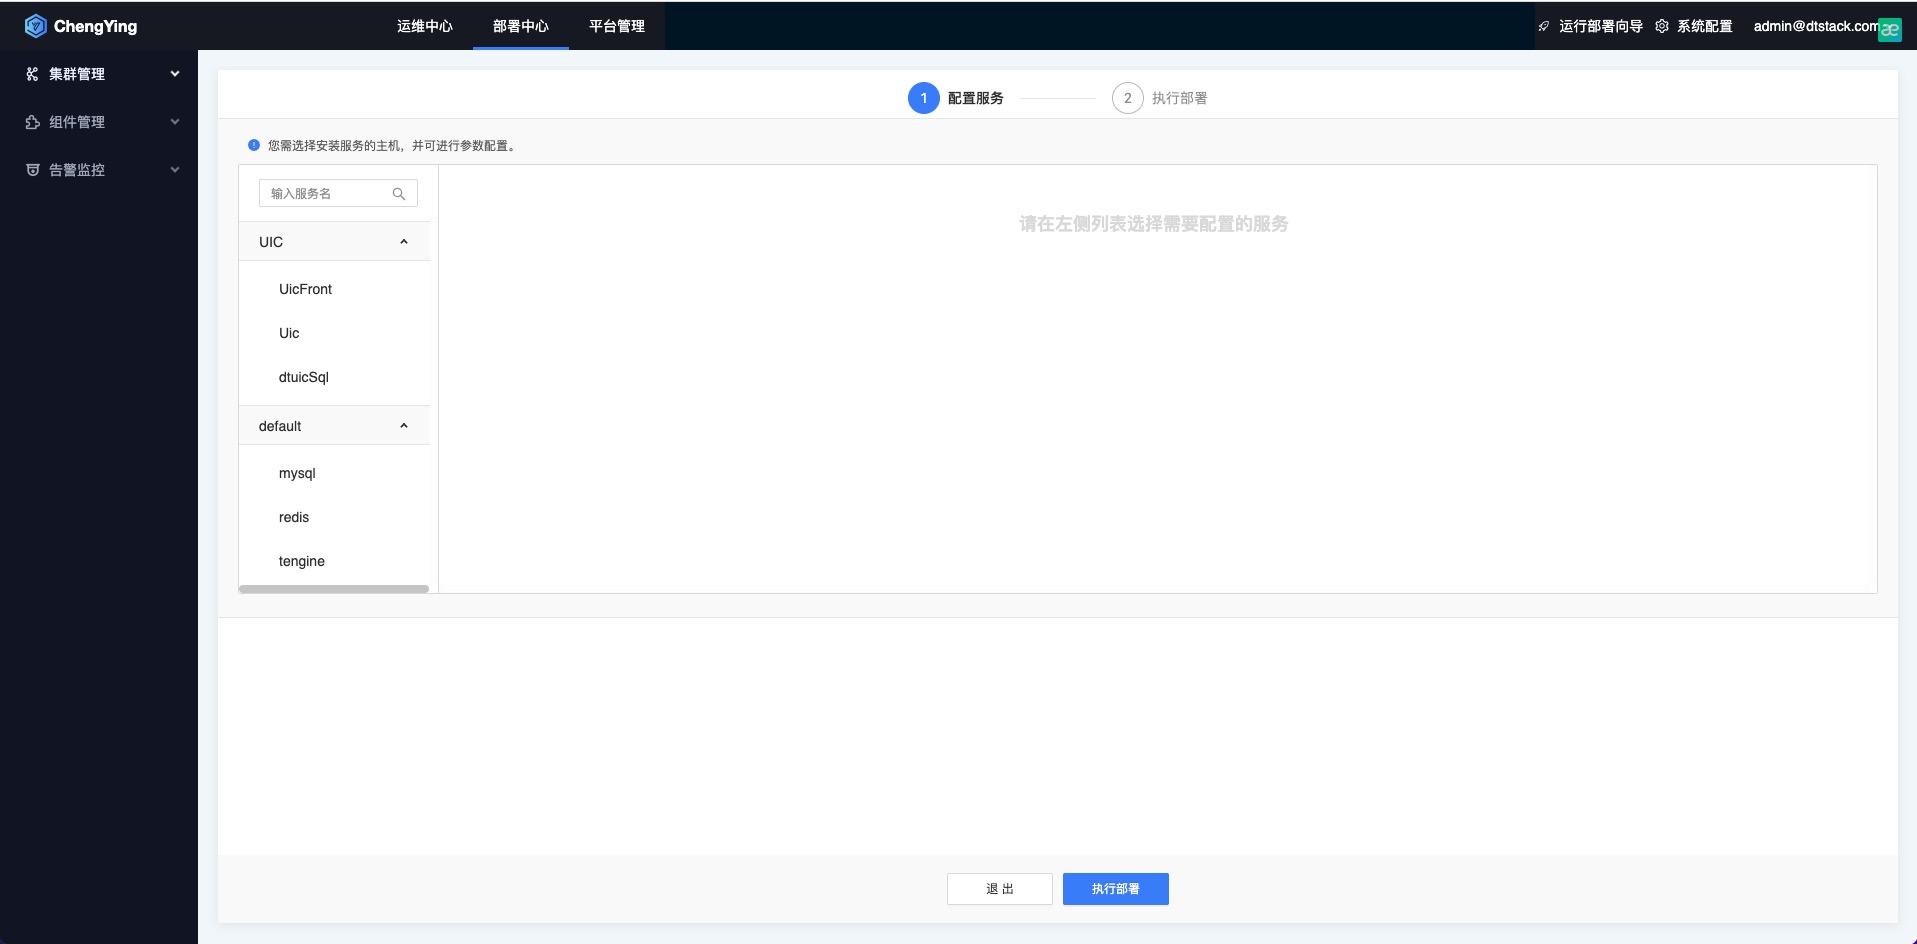 ChengYing
运维中心
部署中心
平台管理
运行部署向导
系统配置
admin@dtstack.com
æ
集群管理
组件管理
告警监控
1 配置服务
2 执行部署
您需选择安装服务的主机，并可进行参数配置。
输入服务名
请在左侧列表选择需要配置的服务
UIC
UicFront
Uic
dtuicSql
default
mysql
redis
tengine
退 出
执行部署